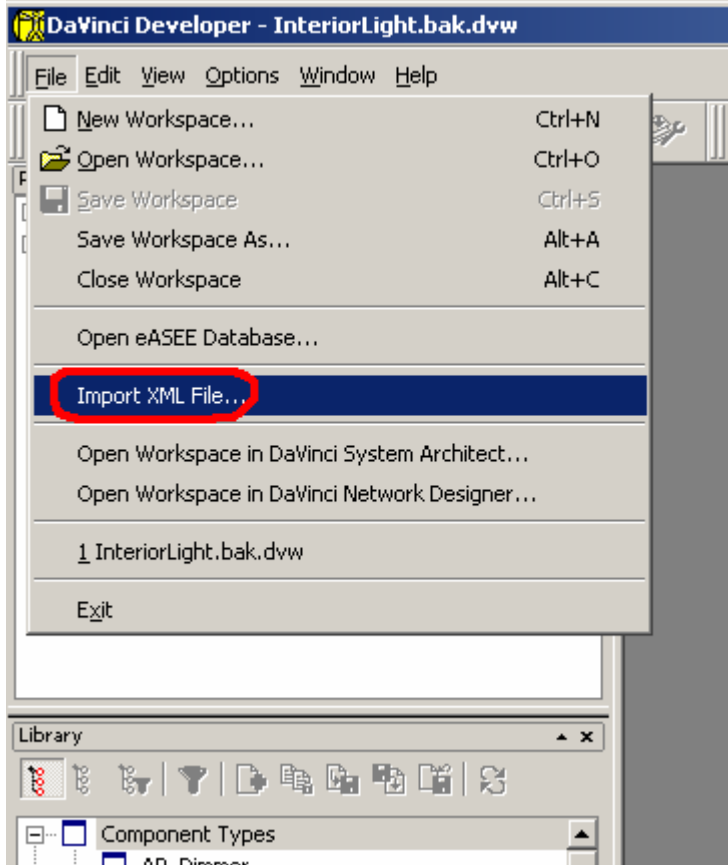 DaVinci Developer - InteriorLight.bak.dvw
File Edit View Options Window Help
New Workspace... Ctrl+N
Open Workspace... Ctrl+O
Save Workspace Ctrl+S
Save Workspace As... Alt+A
Close Workspace Alt+C
Open eASEE Database...
Import XML File...
Open Workspace in DaVinci System Architect...
Open Workspace in DaVinci Network Designer...
1 InteriorLight.bak.dvw
Exit
Library
Component Types